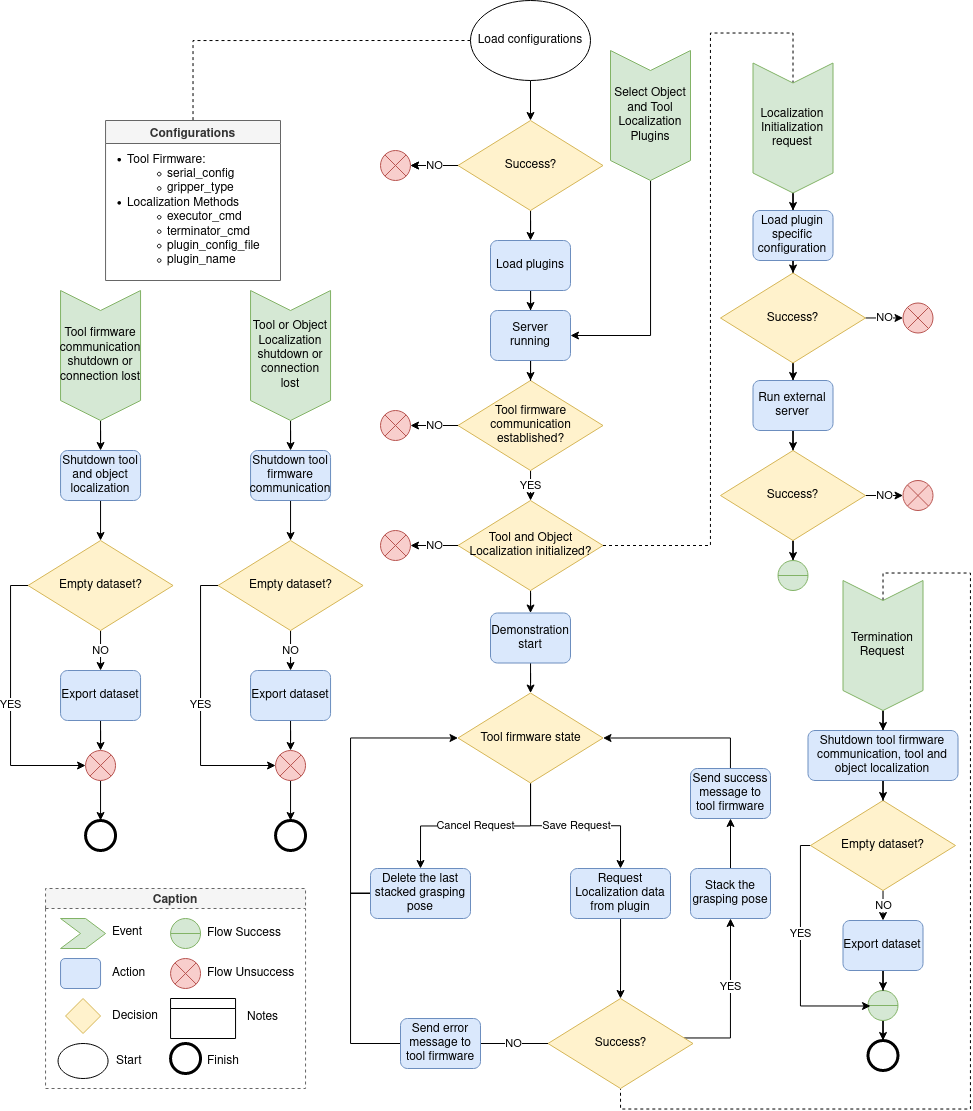 Load configurations
Configurations
Tool Firmware:
serial_config
gripper_type
Localization Methods
executor_cmd
terminator_cmd
plugin_config_file
plugin_name
Success?
NO
Select Object
and Tool
Localization
Plugins
Load plugins
Server
running
Tool firmware
communication
established?
NO
YES
Tool and Object
Localization initialized?
NO
Demonstration
start
Tool firmware state
Cancel Request
Save Request
Delete the last
stacked grasping
pose
Request
Localization data
from plugin
Stack the
grasping pose
Send success
message to
tool firmware
YES
Success?
NO
Send error
message to
tool firmware
Localization
Initialization
request
Load plugin
specific
configuration
Success?
NO
Run external
server
Success?
NO
Termination
Request
Shutdown tool firmware
communication, tool and
object localization
Empty dataset?
NO
YES
Export dataset
Tool firmware
communication
shutdown or
connection lost
Shutdown tool
and object
localization
Empty dataset?
NO
YES
Export dataset
Tool or Object
Localization
shutdown or
connection
lost
Shutdown tool
firmware
communication
Empty dataset?
NO
YES
Export dataset
Caption
Event
Flow Success
Action
Flow Unsuccess
Decision
Notes
Start
Finish